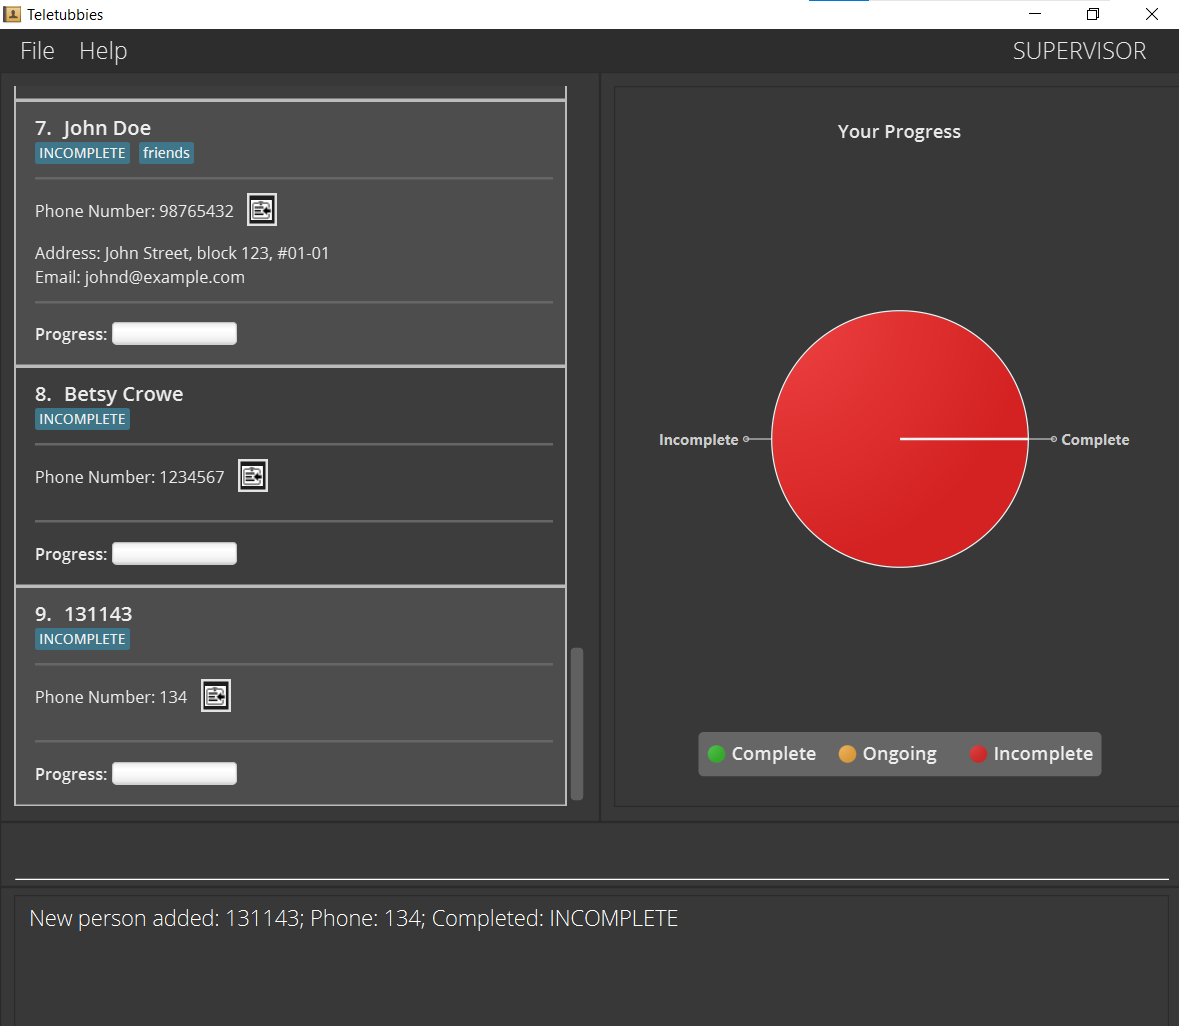 Teletubbies
File Help SUPERVISOR
7. John Doe
INCOMPLETE friends
Phone Number: 98765432
Address: John Street, block 123, #01-01
Email: johnd@example.com
Progress:
8. Betsy Crowe
INCOMPLETE
Phone Number: 1234567
Progress:
9. 131143
INCOMPLETE
Phone Number: 134
Progress:
Your Progress
Incomplete Complete
Complete Ongoing Incomplete
New person added: 131143; Phone: 134; Completed: INCOMPLETE